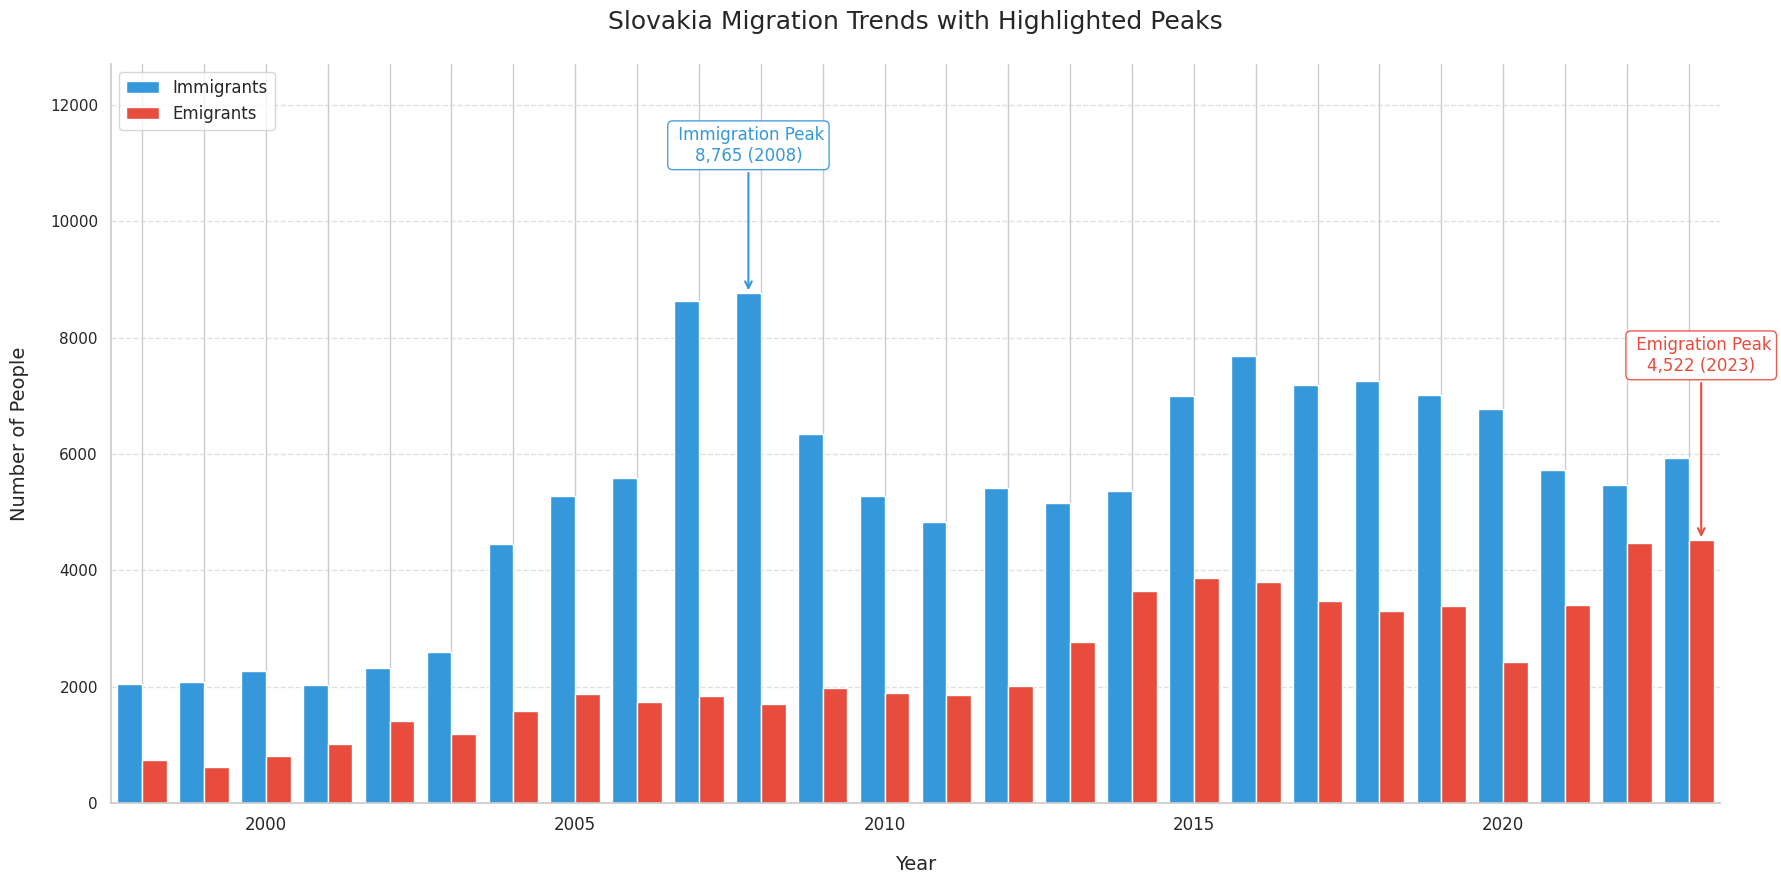 Slovakia Migration Trends with Highlighted Peaks
Immigrants
Emigrants
Immigration Peak
8,765 (2008)
Emigration Peak
4,522 (2023)
Number of People
12000
10000
8000
6000
4000
2000
0
2000
2005
2010
2015
2020
Year